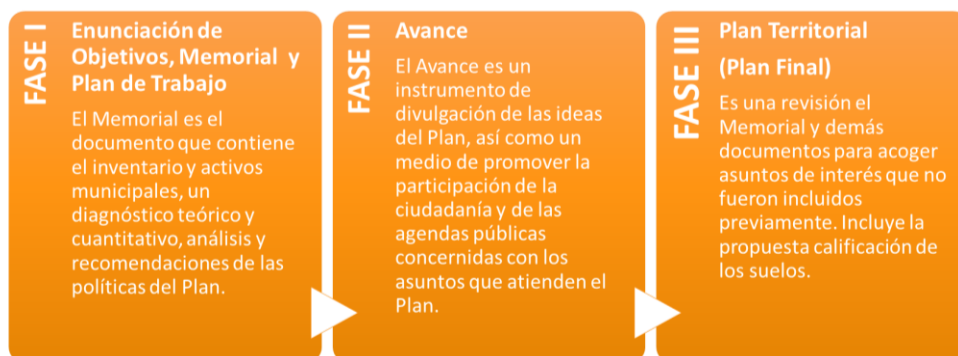 FASE I
Enunciación de
Objetivos, Memorial y
Plan de Trabajo
El Memorial es el
documento que contiene
el inventario y activos
municipales, un
diagnóstico teórico y
cuantitativo, análisis y
recomendaciones de las
políticas del Plan.
FASE II
Avance
El Avance es un
instrumento de
divulgación de las ideas
del Plan, así como un
medio de promover la
participación de la
ciudadanía y de las
agendas públicas
concernidas con los
asuntos que atienden el
Plan.
FASE III
Plan Territorial
(Plan Final)
Es una revisión el
Memorial y demás
documentos para acoger
asuntos de interés que no
fueron incluidos
previamente. Incluye la
propuesta calificación de
los suelos.